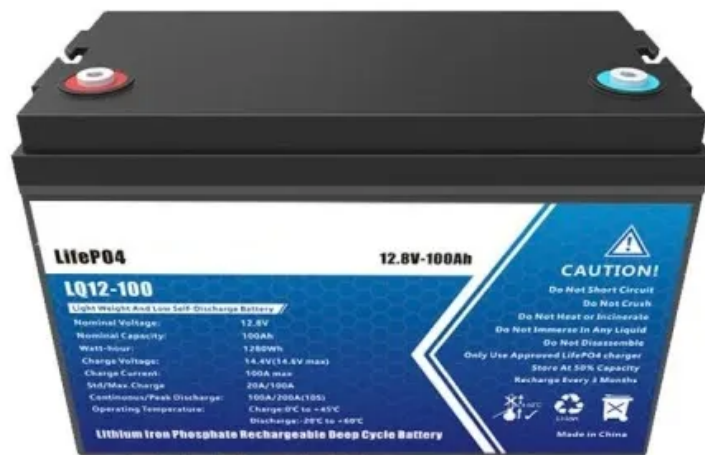 LifePO4
12.8V-100Ah
LQ12-100
Light Weight And Low Self-Discharge Battery
Nominal Voltage: 12.8V
Nominal Capacity: 100Ah
Watt-hour: 1280Wh
Charge Voltage: 14.4V(14.6V max)
Charge Current: 100A max
Std/Max.Charge 20A/100A
Continuous/Peak Discharge: 100A/200A(10S)
Operating Temperature: Charge:0℃ to +45℃
Discharge:-20℃ to +60℃
Lithium Iron Phosphate Rechargeable Deep Cycle Battery
CAUTION!
Do Not Short Circuit
Do Not Crush
Do Not Heat or Incinerate
Do Not Immerse In Any Liquid
Do Not Disassemble
Only Use Approved LifePO4 charger
Store At 50% Capacity
Recharge Every 3 Months
Made in China